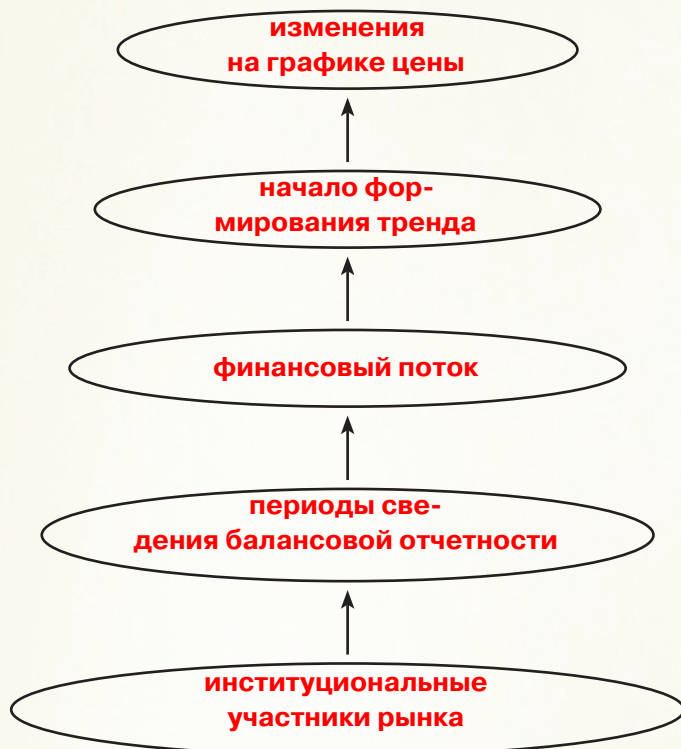 изменения
на графике цены
начало фор-
мирования тренда
финансовый поток
периоды све-
дения балансовой отчетности
институциональные
участники рынка